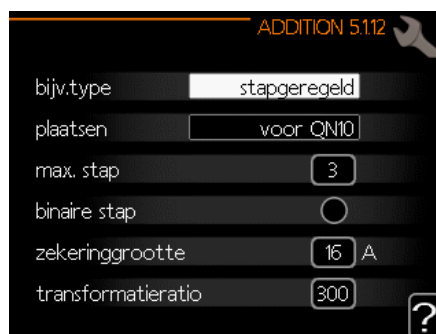 ADDITION 5.1.12
bijv.type stapgeregeld
plaatsen voor QN10
max. stap 3
binaire stap
zekeringgrootte 16 A
transformatieratio 300
?